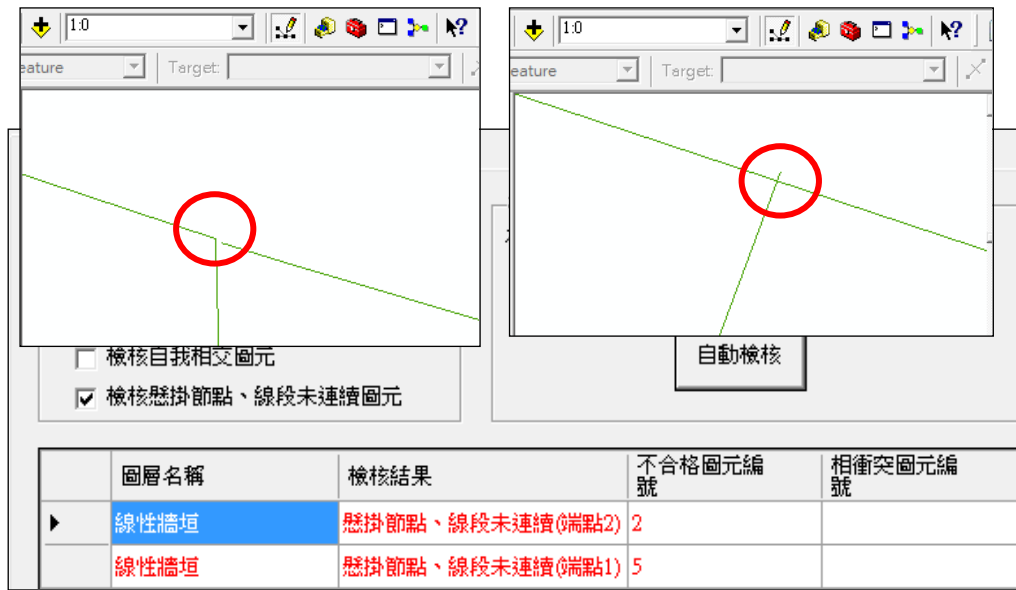 1:0
eature
Target:
1:0
eature
Target:
檢核自我相交圖元
檢核懸掛節點、線段未連續圖元
自動檢核
圖層名稱
檢核結果
不合格圖元編
號
相衝突圖元編
號
線性牆垣
懸掛節點、線段未連續(端點2)
2
線性牆垣
懸掛節點、線段未連續(端點1)
5